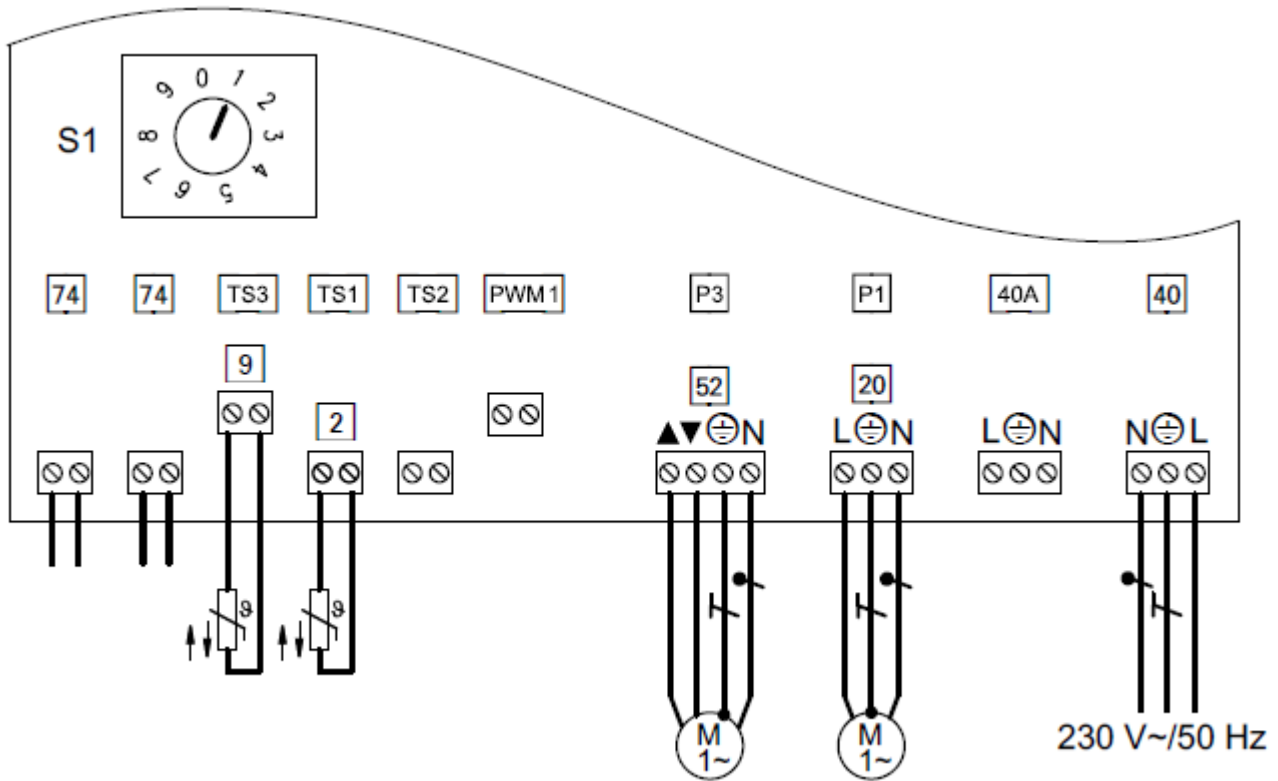 S1
0 1 2 3 4 5 6 7 8 9
74 74 TS3 TS1 TS2 PWM 1 P3 P1 40A 40
9 52 20
2
▲▼⏚N L⏚N L⏚N N⏚L
ϑ ϑ
M
1~
M
1~
230 V~/50 Hz